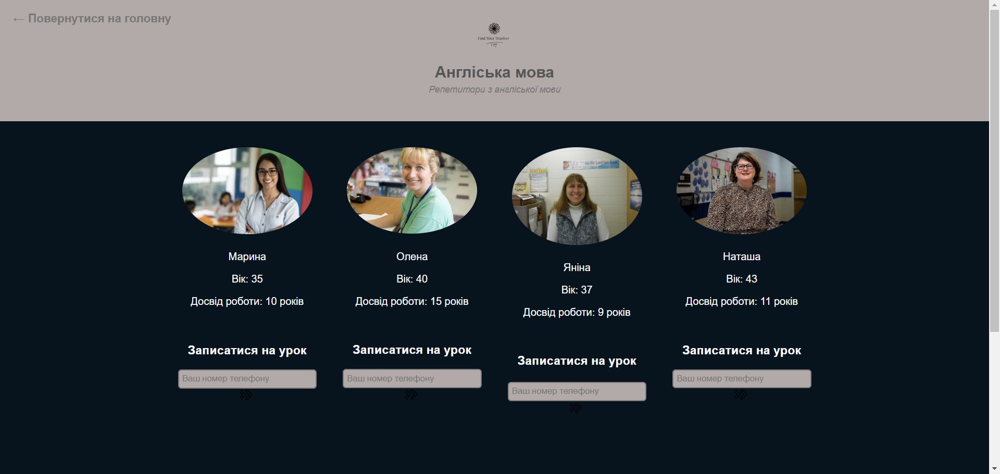 ← Повернутися на головну
Find Your Teacher
FYT
Англіська мова
Репетитори з англіської мови
101
Марина
Вік: 35
Досвід роботи: 10 років
Записатися на урок
Ваш номер телефону
Олена
Вік: 40
Досвід роботи: 15 років
Записатися на урок
Ваш номер телефону
Яніна
Вік: 37
Досвід роботи: 9 років
Записатися на урок
Ваш номер телефону
Наташа
Вік: 43
Досвід роботи: 11 років
Записатися на урок
Ваш номер телефону